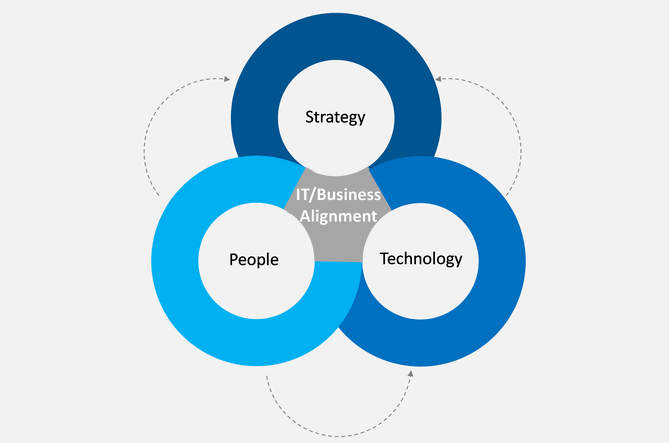 Strategy
IT/Business
Alignment
People
Technology